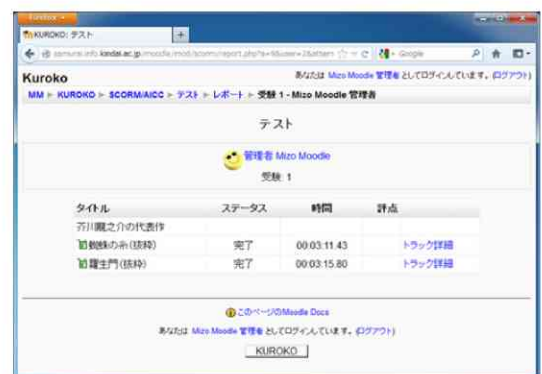 Firefox
KUROKO: テスト
samurai.info.kindai.ac.jp/moodle/mod/scorm/report.php?a=
Google
Kuroko
あなたは Mizo Moodle 管理者 としてログインしています。(ログアウト)
MM ► KUROKO ► SCORM/AICC ► テスト ► レポート ► 受験 1 - Mizo Moodle 管理者
テスト
管理者 Mizo Moodle
受験: 1
タイトル ステータス 時間 評点
芥川龍之介の代表作
蜘蛛の糸(抜粋) 完了 00:03:11.43 トラック詳細
羅生門(抜粋) 完了 00:03:15.80 トラック詳細
このページのMoodle Docs
あなたは Mizo Moodle 管理者 としてログインしています。(ログアウト)
KUROKO